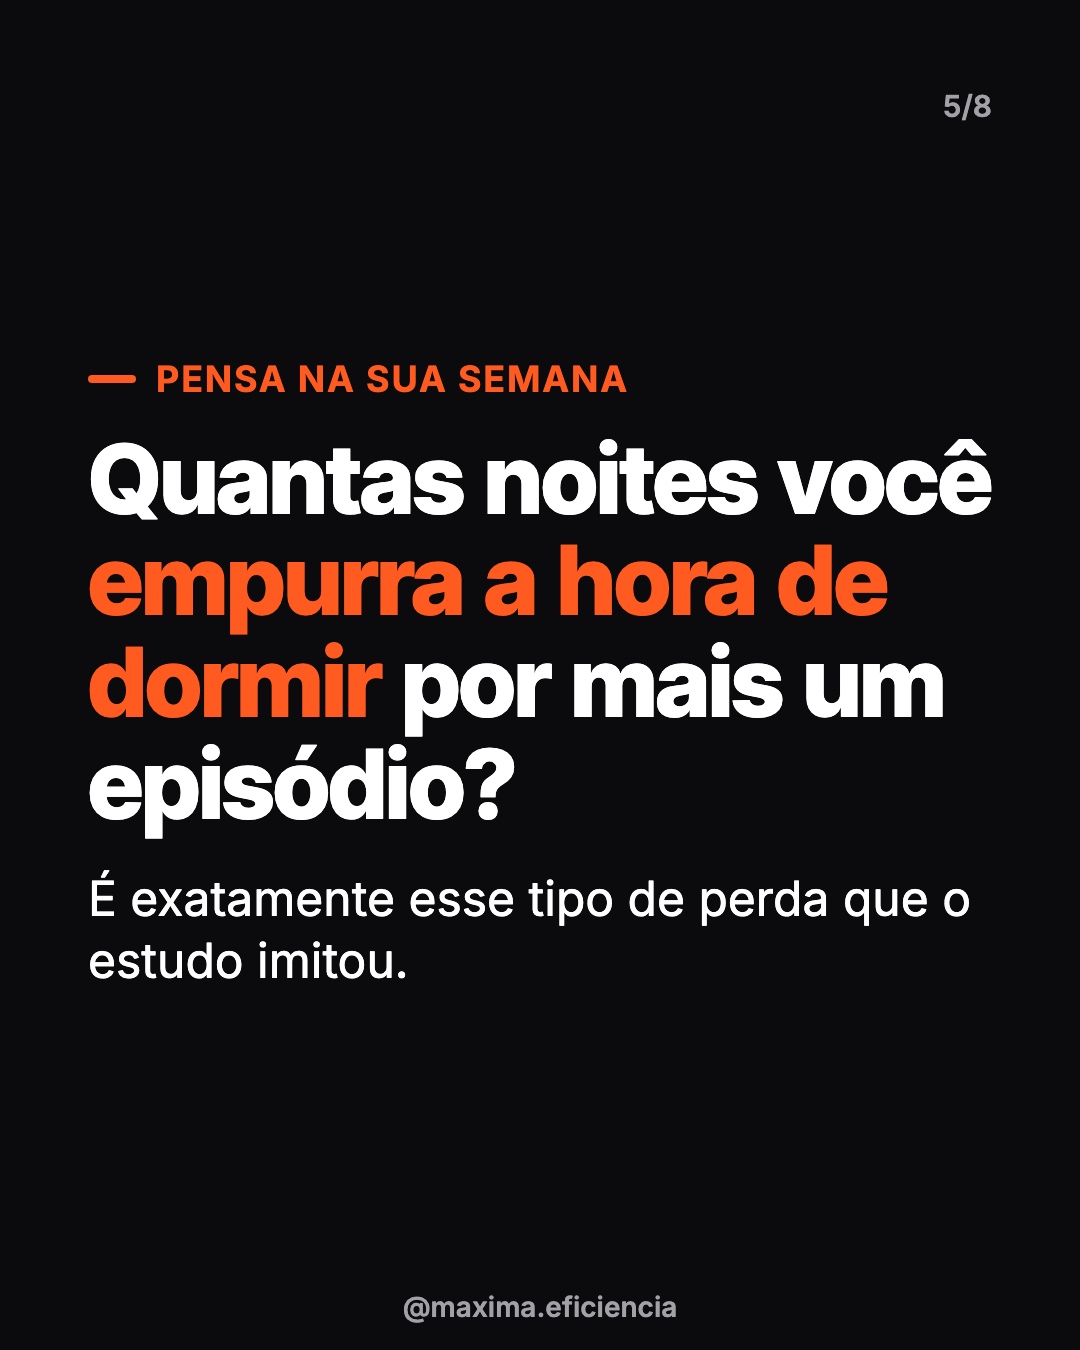 5/8
PENSA NA SUA SEMANA
Quantas noites você
empurra a hora de
dormir por mais um
episódio?
É exatamente esse tipo de perda que o
estudo imitou.
@maxima.eficiencia